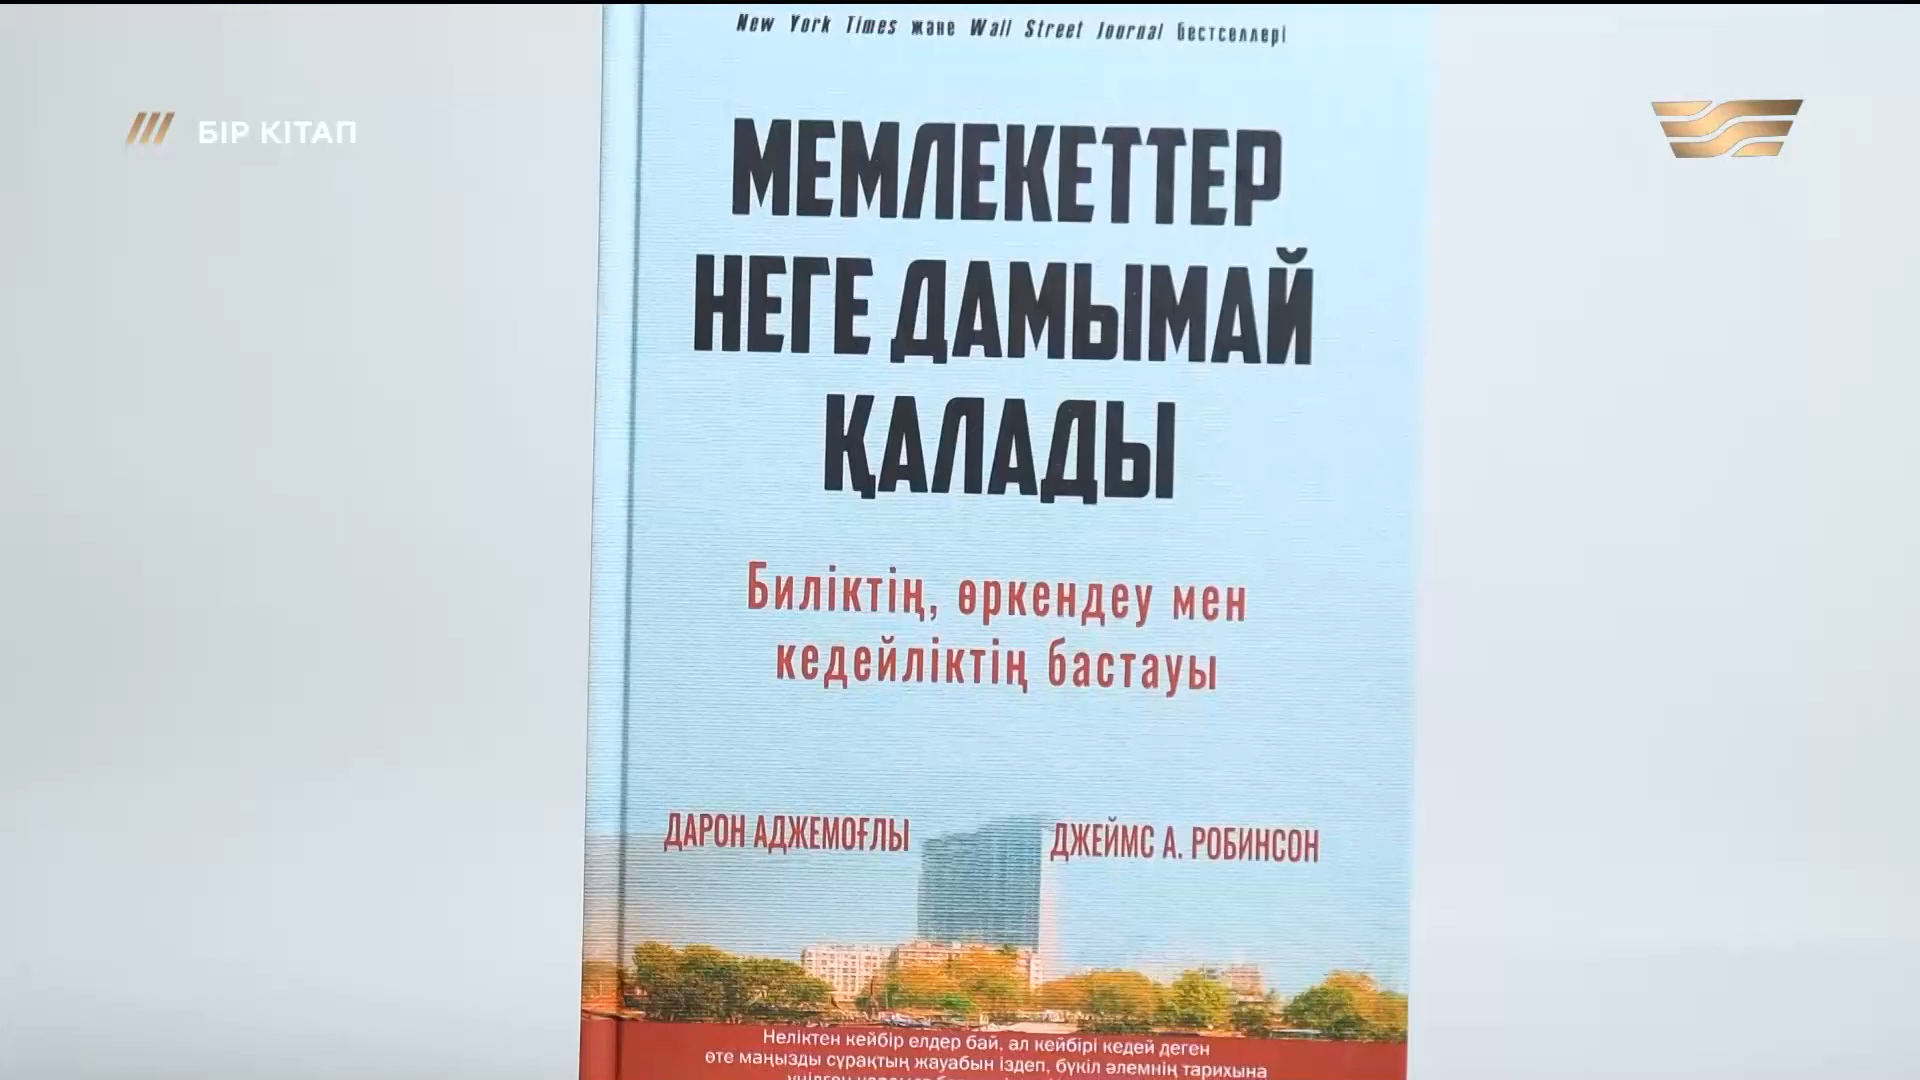 New York Times және Wall Street Journal бестселлері
БІР КІТАП
МЕМЛЕКЕТТЕР
НЕГЕ ДАМЫМАЙ
ҚАЛАДЫ
Биліктің, өркендеу мен
кедейліктің бастауы
ДАРОН АДЖЕМОҒЛЫ
ДЖЕЙМС А. РОБИНСОН
Неліктен кейбір елдер бай, ал кейбірі кедей деген
өте маңызды сұрақтың жауабын іздеп, бүкіл әлемнің тарихына